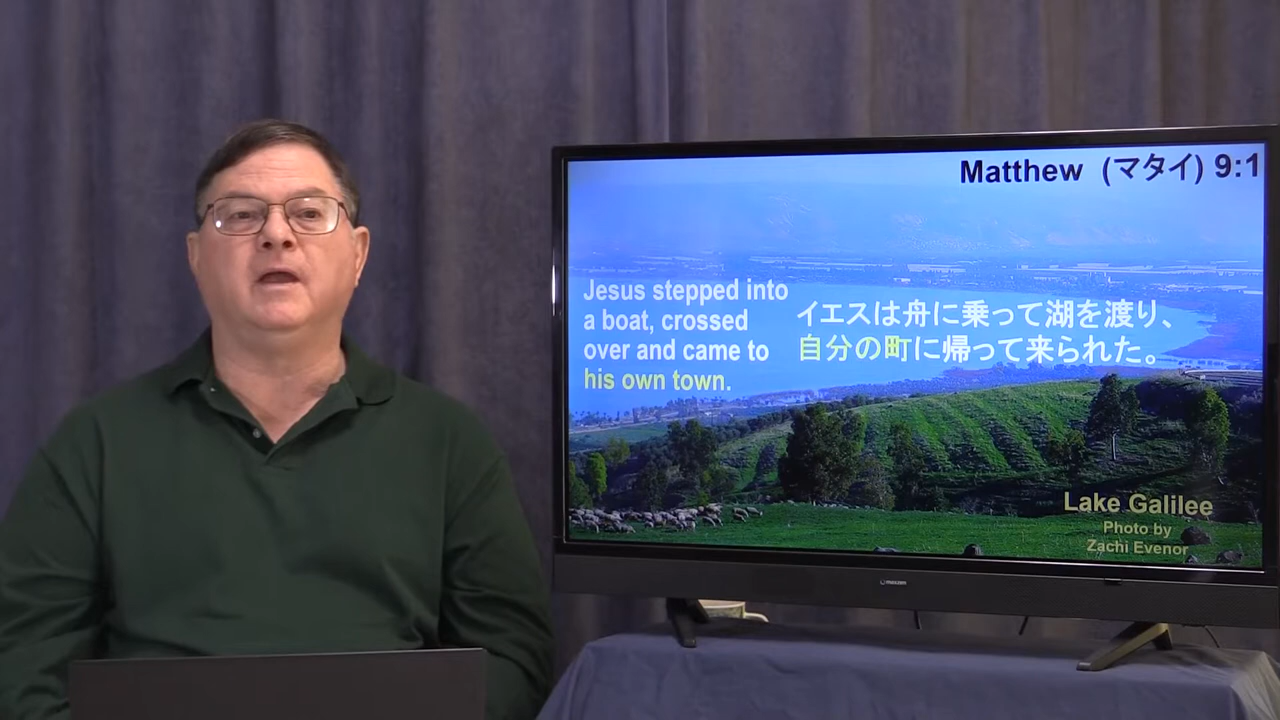 Matthew (マタイ) 9:1
Jesus stepped into
a boat, crossed
over and came to
his own town.
イエスは舟に乗って湖を渡り、
自分の町に帰って来られた。
Lake Galilee
Photo by
Zachi Evenor